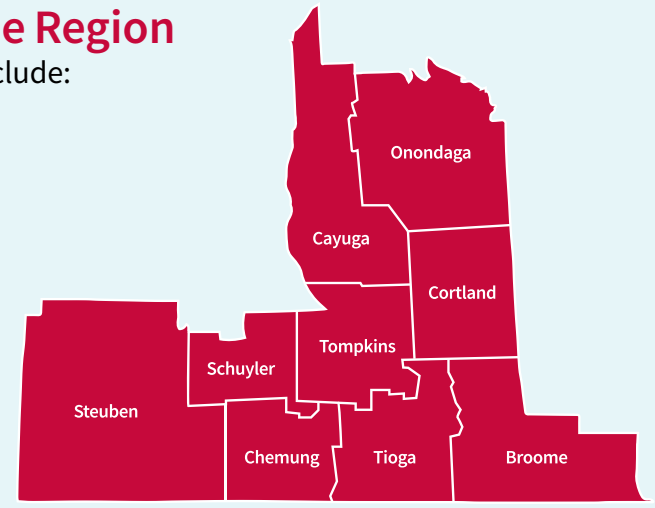 e Region
clude:
Onondaga
Cayuga
Cortland
Tompkins
Schuyler
Steuben
Chemung
Tioga
Broome